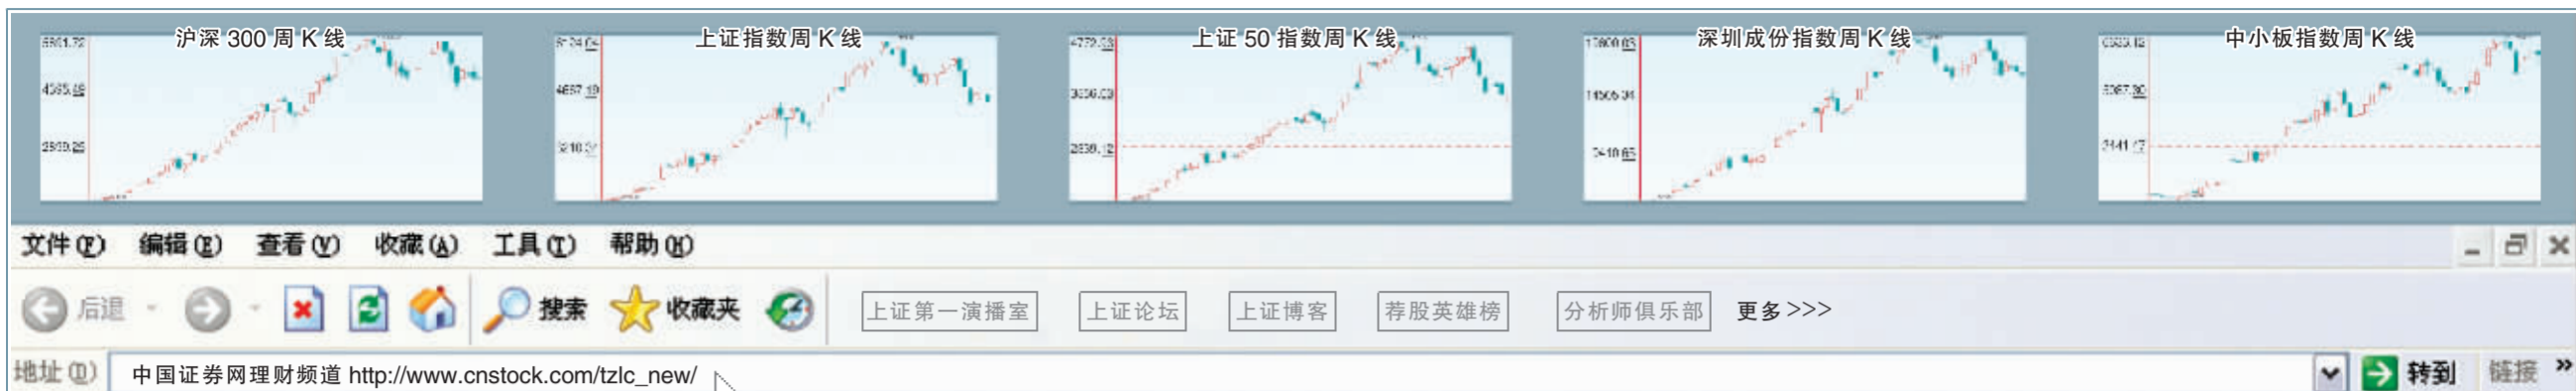 沪深 300 周 K 线
上证指数周 K 线
上证 50 指数周 K 线
深圳成份指数周 K 线
中小板指数周 K 线
文件(F) 编辑(E) 查看(V) 收藏(A) 工具(T) 帮助(H)
后退 搜索 收藏夹 上证第一演播室 上证论坛 上证博客 荐股英雄榜 分析师俱乐部 更多>>>
地址(D) 中国证券网理财频道 http://www.cnstock.com/tzlc_new/ 转到 链接 »